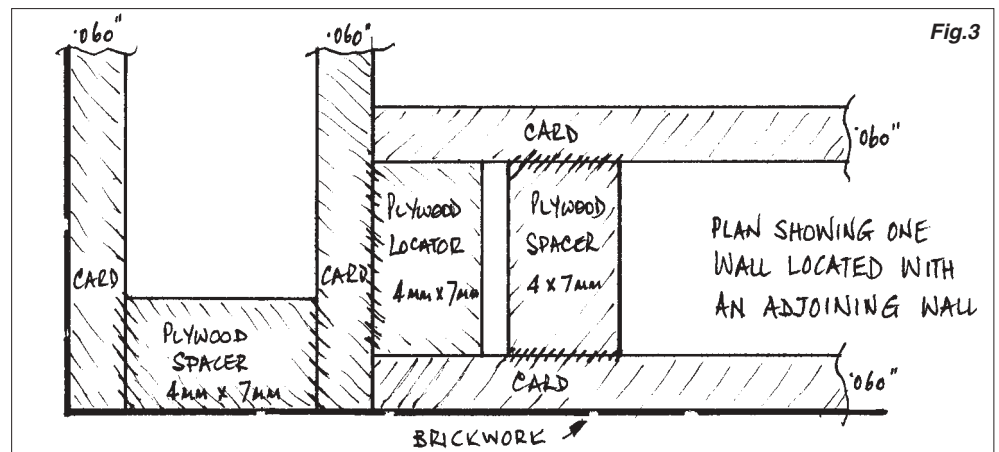 Fig.3
·060"
·060"
CARD
·060"
PLYWOOD
LOCATOR
4mm x 7mm
PLYWOOD
SPACER
4 x 7mm
PLAN SHOWING ONE
WALL LOCATED WITH
AN ADJOINING WALL
CARD
CARD
PLYWOOD
SPACER
4mm x 7mm
CARD
·060"
BRICKWORK